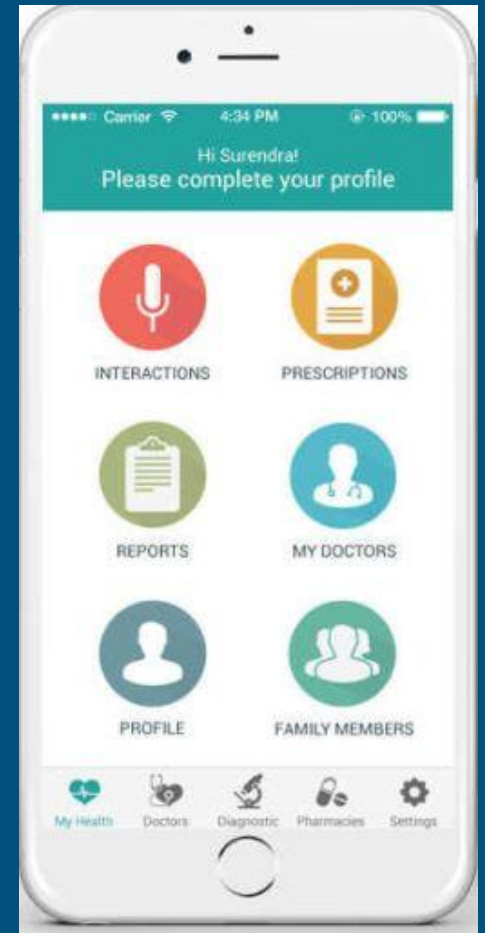 Carrier 4:34 PM 100%
Hi Surendra!
Please complete your profile
INTERACTIONS PRESCRIPTIONS
REPORTS MY DOCTORS
PROFILE FAMILY MEMBERS
My Health Doctors Diagnostic Pharmacies Settings